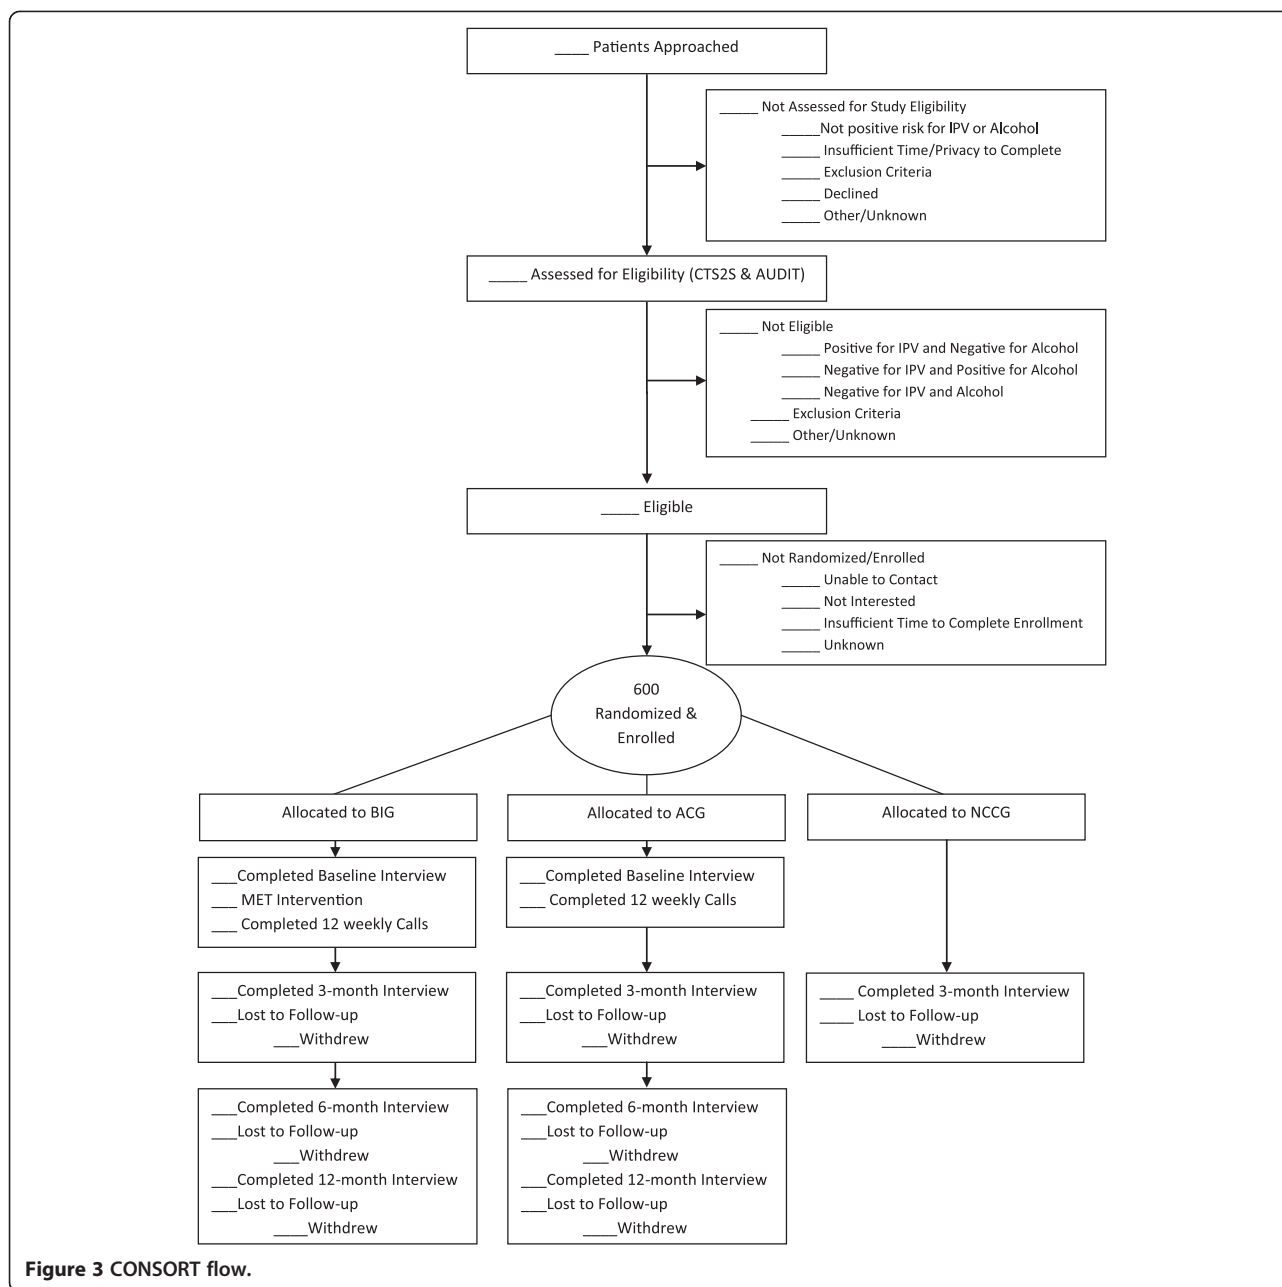 ____ Patients Approached
_____ Not Assessed for Study Eligibility
_____Not positive risk for IPV or Alcohol
_____ Insufficient Time/Privacy to Complete
_____ Exclusion Criteria
_____ Declined
_____ Other/Unknown
_____ Assessed for Eligibility (CTS2S & AUDIT)
_____ Not Eligible
_____ Positive for IPV and Negative for Alcohol
_____ Negative for IPV and Positive for Alcohol
_____ Negative for IPV and Alcohol
_____ Exclusion Criteria
_____ Other/Unknown
_____ Eligible
_____ Not Randomized/Enrolled
_____ Unable to Contact
_____ Not Interested
_____ Insufficient Time to Complete Enrollment
_____ Unknown
600
Randomized &
Enrolled
Allocated to BIG
___Completed Baseline Interview
___ MET Intervention
___ Completed 12 weekly Calls
___Completed 3-month Interview
___Lost to Follow-up
___Withdrew
___Completed 6-month Interview
___Lost to Follow-up
___Withdrew
___Completed 12-month Interview
___Lost to Follow-up
____Withdrew
Allocated to ACG
___Completed Baseline Interview
___ Completed 12 weekly Calls
___Completed 3-month Interview
___Lost to Follow-up
___Withdrew
___Completed 6-month Interview
___Lost to Follow-up
___Withdrew
___Completed 12-month Interview
___Lost to Follow-up
____Withdrew
Allocated to NCCG
____ Completed 3-month Interview
____ Lost to Follow-up
____Withdrew
Figure 3 CONSORT flow.